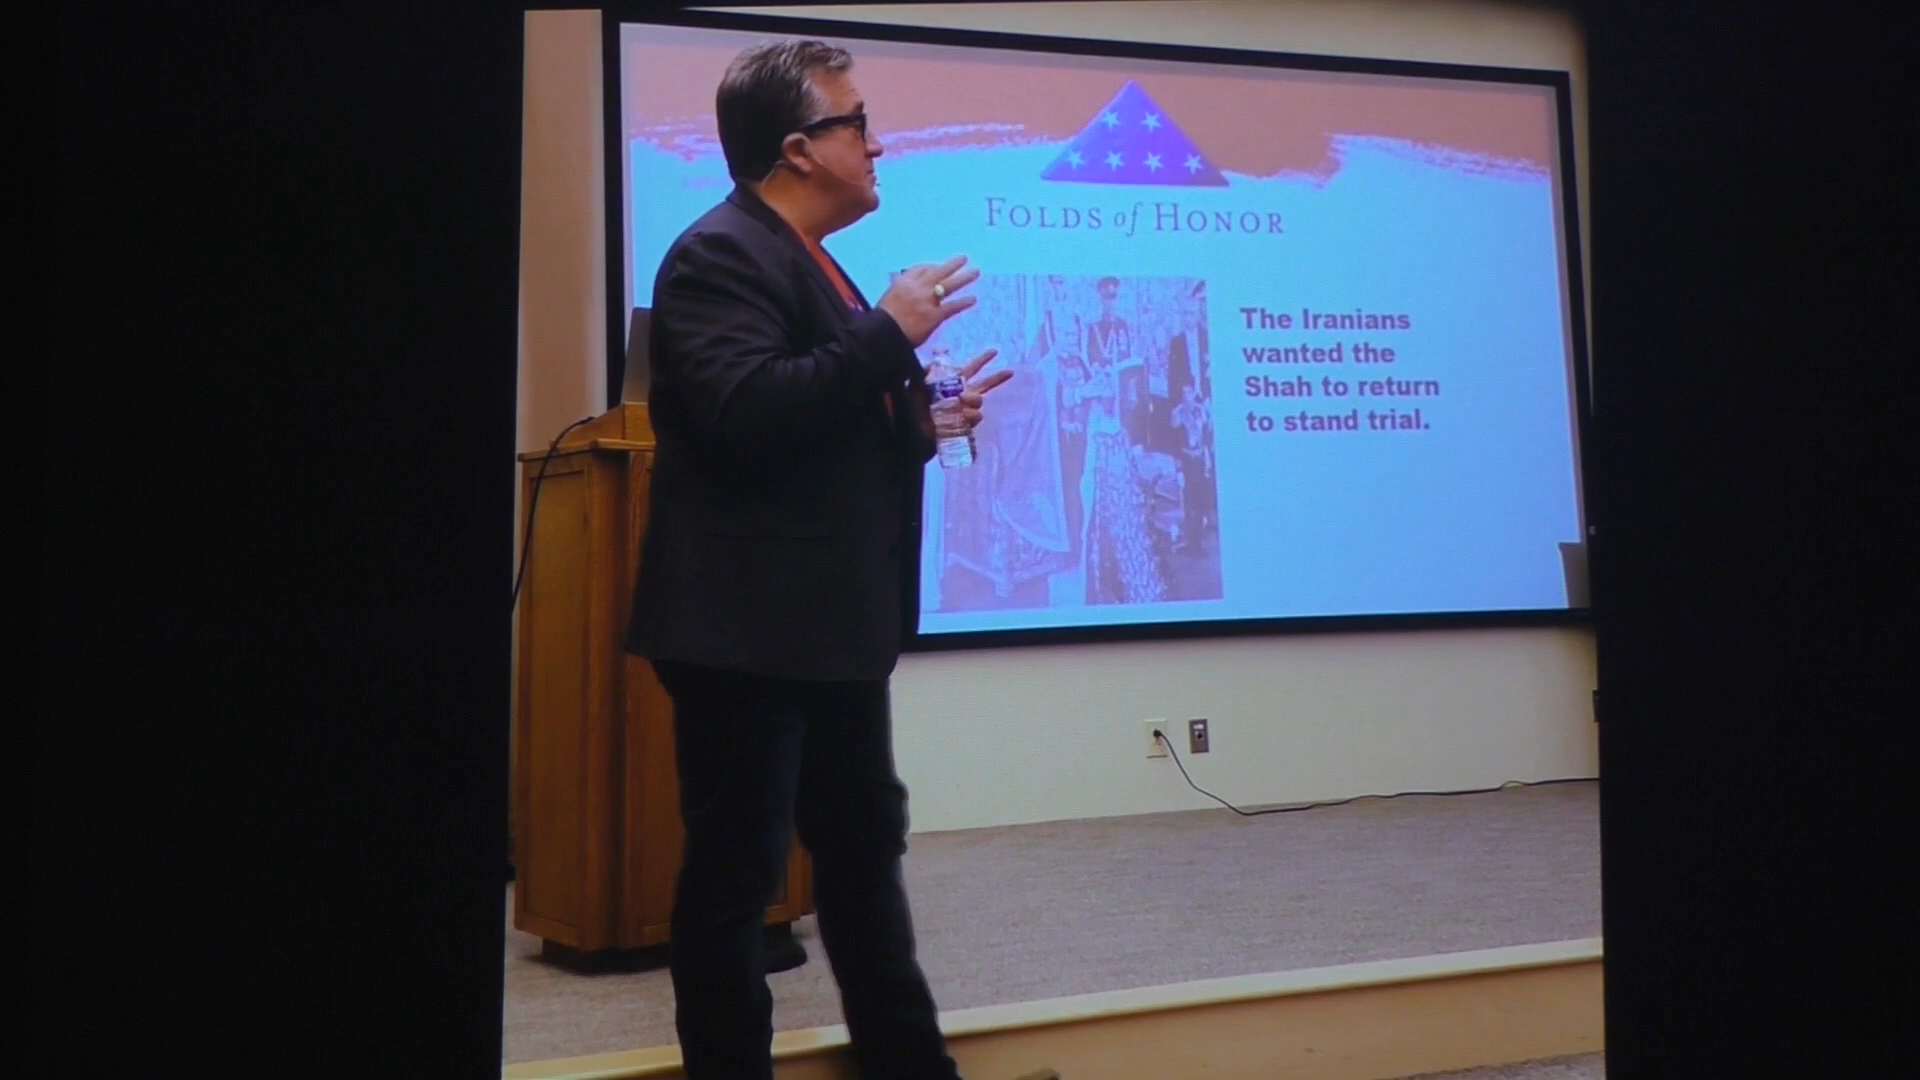 FOLDS of HONOR
The Iranians
wanted the
Shah to return
to stand trial.